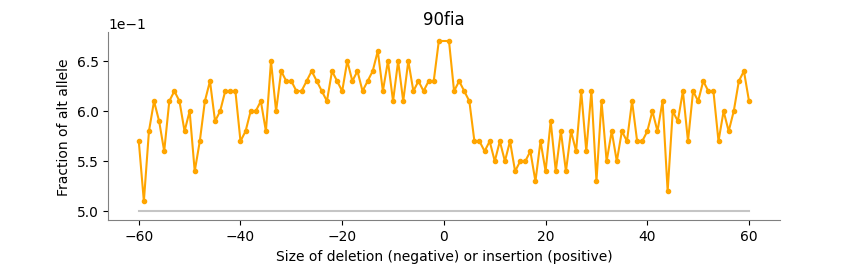 90fia
1e−1
Fraction of alt allele
6.5
6.0
5.5
5.0
−60 −40 −20 0 20 40 60
Size of deletion (negative) or insertion (positive)